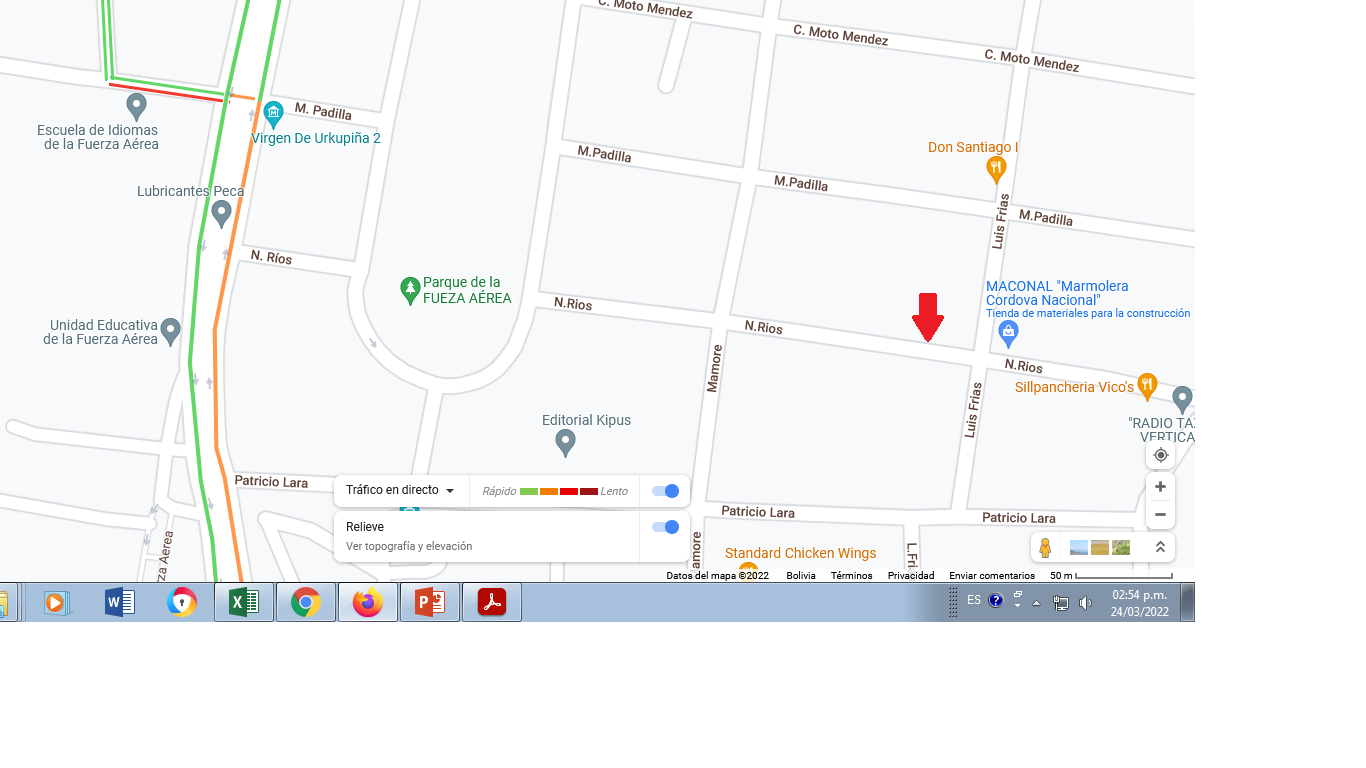 C. Moto Mendez
C. Moto Mendez
C. Moto Mendez
M. Padilla
Escuela de Idiomas
de la Fuerza Aérea
Virgen De Urkupiña 2
M.Padilla
Don Santiago I
M.Padilla
Lubricantes Peca
Luis Frias
M.Padilla
N. Ríos
Parque de la
FUEZA AÉREA
MACONAL "Marmolera
Cordova Nacional"
Tienda de materiales para la construcción
N.Rios
Unidad Educativa
de la Fuerza Aérea
N.Rios
N.Rios
Mamore
Sillpancheria Vico's
Luis Frias
Editorial Kipus
"RADIO TA
VERTICA
Patricio Lara
Tráfico en directo
Rápido
Lento
Patricio Lara
Patricio Lara
Relieve
Ver topografía y elevación
za Aerea
amore
Standard Chicken Wings
L.Fri
Datos del mapa ©2022 Bolivia Términos Privacidad Enviar comentarios 50 m
ES
02:54 p.m.
24/03/2022